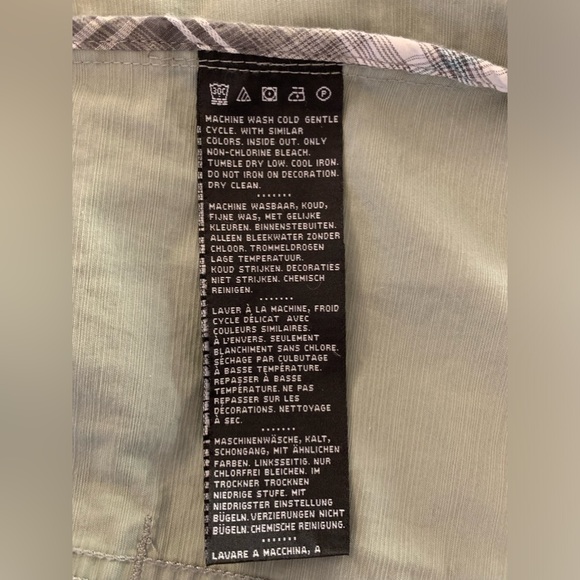 30C P
MACHINE WASH COLD GENTLE
CYCLE. WITH SIMILAR
COLORS. INSIDE OUT. ONLY
NON-CHLORINE BLEACH.
TUMBLE DRY LOW. COOL IRON.
DO NOT IRON ON DECORATION.
DRY CLEAN.
.......
MACHINE WASBAAR, KOUD,
FIJNE WAS, MET GELIJKE
KLEUREN. BINNENSTEBUITEN.
ALLEEN BLEEKWATER ZONDER
CHLOOR. TROMMELDROGEN
LAGE TEMPERATUUR.
KOUD STRIJKEN. DECORATIES
NIET STRIJKEN. CHEMISCH
REINIGEN.
.......
LAVER À LA MACHINE, FROID
CYCLE DÉLICAT AVEC
COULEURS SIMILAIRES.
À L'ENVERS. SEULEMENT
BLANCHIMENT SANS CHLORE.
SÉCHAGE PAR CULBUTAGE
À BASSE TEMPÉRATURE.
REPASSER À BASSE
TEMPÉRATURE. NE PAS
REPASSER SUR LES
DÉCORATIONS. NETTOYAGE
À SEC.
.......
MASCHINENWÄSCHE, KALT,
SCHONGANG, MIT ÄHNLICHEN
FARBEN. LINKSSEITIG. NUR
CHLORFREI BLEICHEN. IM
TROCKNER TROCKNEN
NIEDRIGE STUFE. MIT
NIEDRIGSTER EINSTELLUNG
BÜGELN. VERZIERUNGEN NICHT
BÜGELN. CHEMISCHE REINIGUNG.
.......
LAVARE A MACCHINA, A